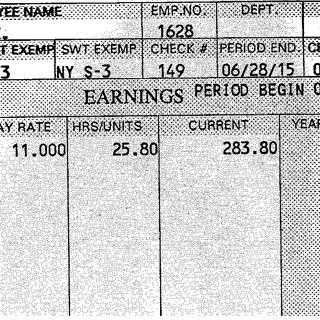 YEE NAME EMP.NO. DEPT.
. 1628
T EXEMP SWT EXEMP CHECK # PERIOD END.
3 NY S-3 149 06/28/15
EARNINGS PERIOD BEGIN 0
AY RATE HRS/UNITS CURRENT YEAR
11.000 25.80 283.80